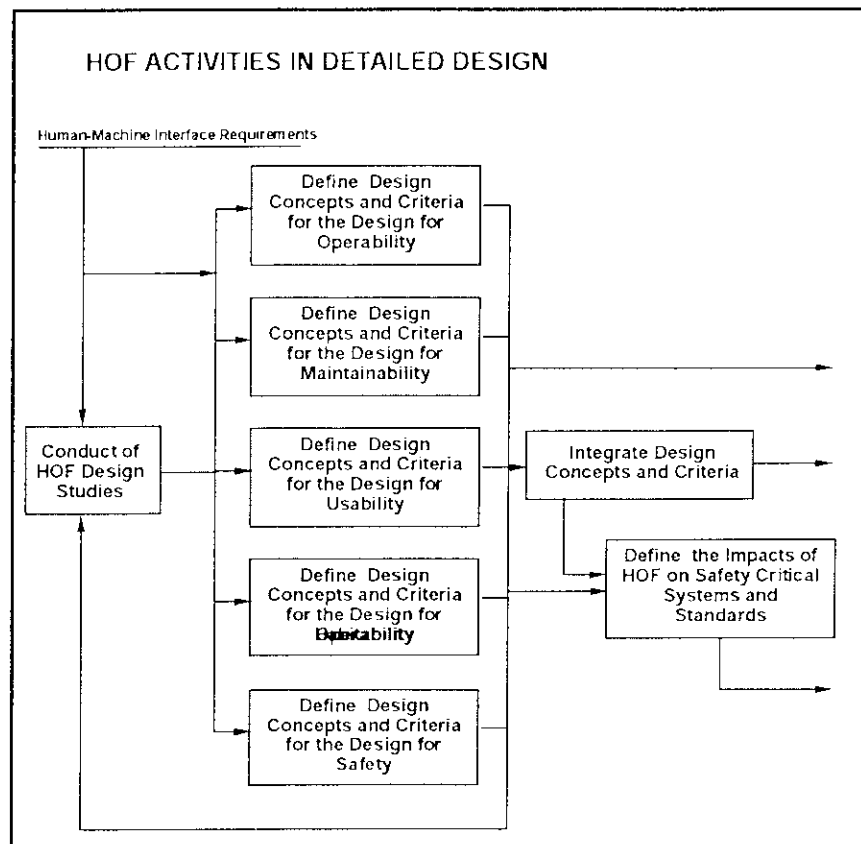 HOF ACTIVITIES IN DETAILED DESIGN
Human-Machine Interface Requirements
Define Design
Concepts and Criteria
for the Design for
Operability
Define Design
Concepts and Criteria
for the Design for
Maintainability
Conduct of
HOF Design
Studies
Define Design
Concepts and Criteria
for the Design for
Usability
Integrate Design
Concepts and Criteria
Define Design
Concepts and Criteria
for the Design for
Define the Impacts of
HOF on Safety Critical
Systems and
Standards
Define Design
Concepts and Criteria
for the Design for
Safety